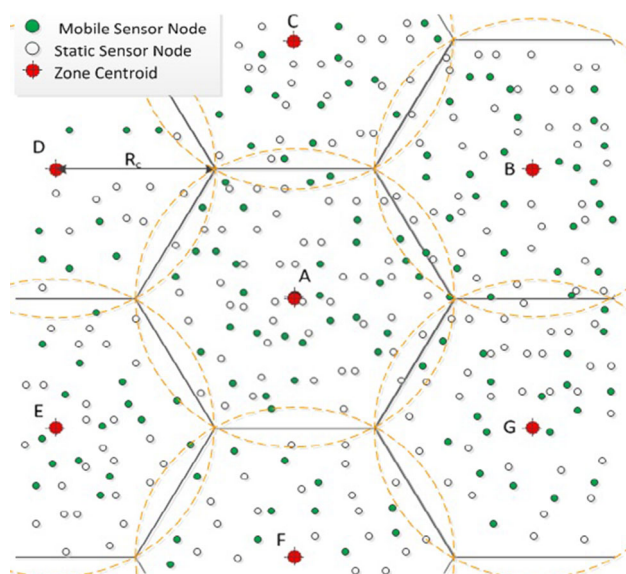 C
Mobile Sensor Node
Static Sensor Node
Zone Centroid
D
Rc
B
A
E
G
F